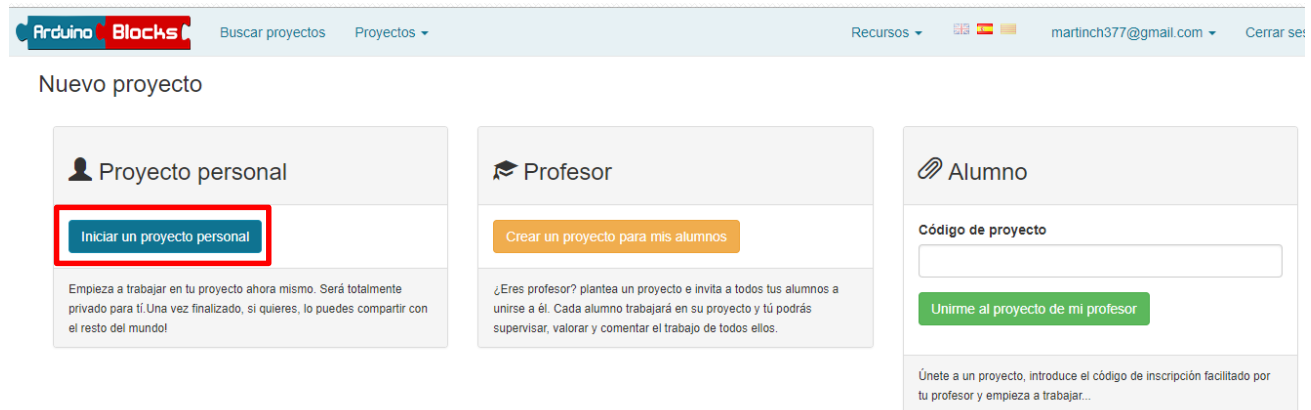 Arduino Blocks Buscar proyectos Proyectos Recursos martinch377@gmail.com Cerrar ses
Nuevo proyecto
Proyecto personal
Iniciar un proyecto personal
Empieza a trabajar en tu proyecto ahora mismo. Será totalmente
privado para tí.Una vez finalizado, si quieres, lo puedes compartir con
el resto del mundo!
Profesor
Crear un proyecto para mis alumnos
¿Eres profesor? plantea un proyecto e invita a todos tus alumnos a
unirse a él. Cada alumno trabajará en su proyecto y tú podrás
supervisar, valorar y comentar el trabajo de todos ellos.
Alumno
Código de proyecto
Unirme al proyecto de mi profesor
Únete a un proyecto, introduce el código de inscripción facilitado por
tu profesor y empieza a trabajar...